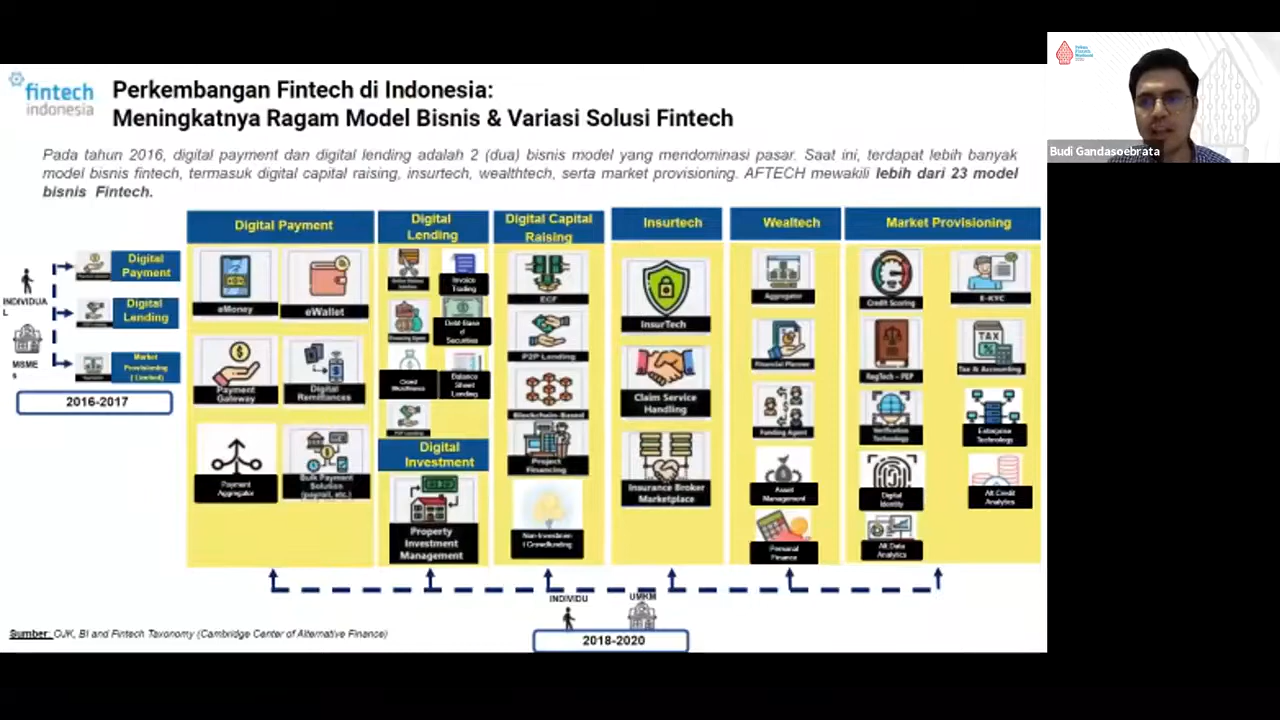 fintech
indonesia
Perkembangan Fintech di Indonesia:
Meningkatnya Ragam Model Bisnis & Variasi Solusi Fintech
Pada tahun 2016, digital payment dan digital lending adalah 2 (dua) bisnis model yang mendominasi pasar. Saat ini, terdapat lebih banyak
model bisnis fintech, termasuk digital capital raising, insurtech, wealthtech, serta market provisioning. AFTECH mewakili lebih dari 23 model
bisnis Fintech.
Budi Gandasoebrata
INDIVIDUA
L
MSME
s
Digital
Payment
Digital
Lending
Market
Provisioning
(Limited)
2016-2017
Digital Payment
eMoney
eWallet
Payment
Gateway
Digital
Remittances
Payment
Aggregator
Bulk Payment
Solution
(payroll, etc.)
Digital
Lending
Invoice
Trading
Debt-Base
d
Securities
Balance
Sheet
Lending
P2P Lending
Digital
Investment
Property
Investment
Management
Digital Capital
Raising
ECF
P2P Lending
Blockchain-Based
Project
Financing
Non-Investmen
t Crowdfunding
Insurtech
InsurTech
Claim Service
Handling
Insurance Broker
Marketplace
Wealtech
Aggregator
Financial Planner
Funding Agent
Asset
Management
Personal
Finance
Market Provisioning
Credit Scoring
E-KYC
RegTech - PEP
TAX
Tax & Accounting
Verification
Technology
Enterprise
Technology
Digital
Identity
Alt Credit
Analytics
Alt Data
Analytics
INDIVIDU
UMKM
2018-2020
Sumber: OJK, BI and Fintech Taxonomy (Cambridge Center of Alternative Finance)